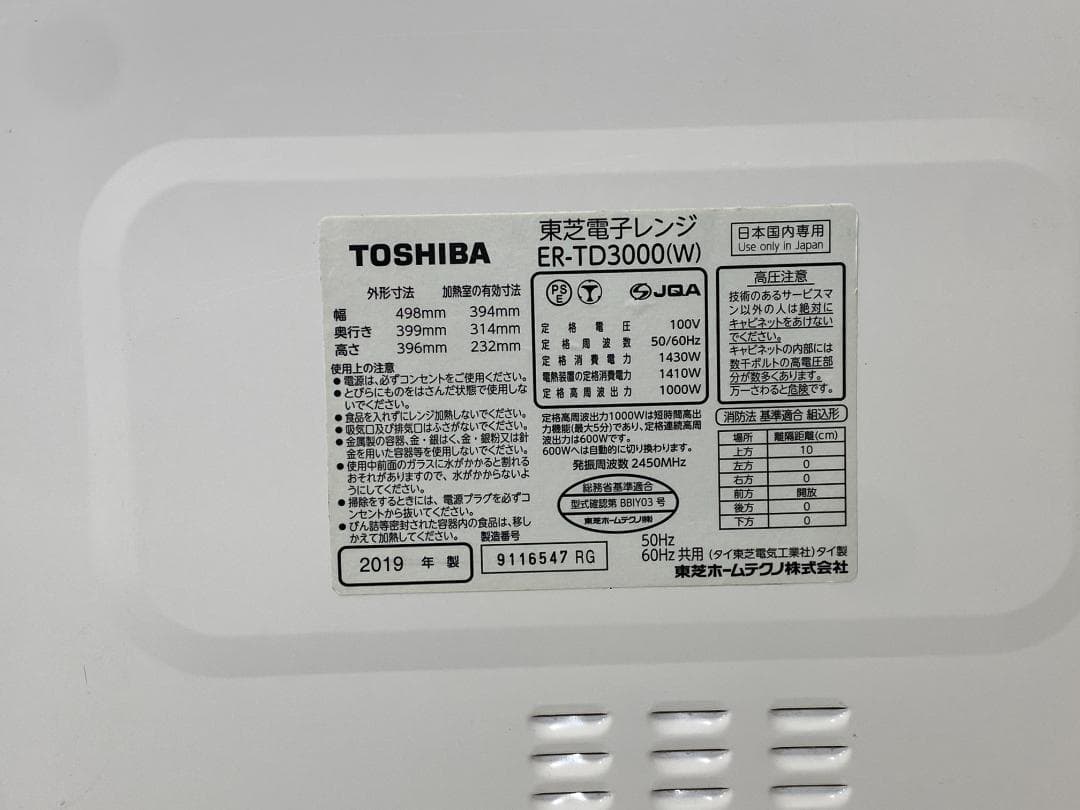 TOSHIBA
東芝電子レンジ
ER-TD3000(W)
日本国内専用
Use only in Japan
外形寸法 加熱室の有効寸法
幅 498mm 394mm
奥行き 399mm 314mm
高さ 396mm 232mm
使用上の注意
●電源は、必ずコンセントをご使用ください。
●とびらにものをはさんだ状態で使用しな
いでください。
●食品を入れずにレンジ加熱しないでください。
●吸気口及び排気口はふさがないでください。
●金属製の容器、金・銀はく、金・銀粉又は針
金を用いた容器等を使用しないでください。
●使用中前面のガラスに水がかかると割れる
おそれがありますので、水がかからないよ
うにしてください。
●掃除をするときには、電源プラグを必ずコ
ンセントから抜いてください。
●びん詰等密封された容器内の食品は、移し
かえて加熱してください。
2019 年 製
製造番号
9116547 RG
PSE JQA
定格電圧 100V
定格周波数 50/60Hz
定格消費電力 1430W
電熱装置の定格消費電力 1410W
定格高周波出力 1000W
定格高周波出力1000Wは短時間高出
力機能(最大5分)であり、定格連続高周
波出力は600Wです。
600Wへは自動的に切り換わります。
発振周波数 2450MHz
総務省基準適合
型式確認第 BBIY03 号
東芝ホームテクノ(株)
高圧注意
技術のあるサービスマ
ン以外の人は絶対に
キャビネットをあけない
でください。
キャビネットの内部には
数千ボルトの高電圧部
分が数多くあります。
万一さわると危険です。
消防法 基準適合 組込形
場所 離隔距離(cm)
上方 10
左方 0
右方 0
前方 開放
後方 0
下方 0
50Hz
60Hz 共用 (タイ東芝電気工業社)タイ製
東芝ホームテクノ株式会社